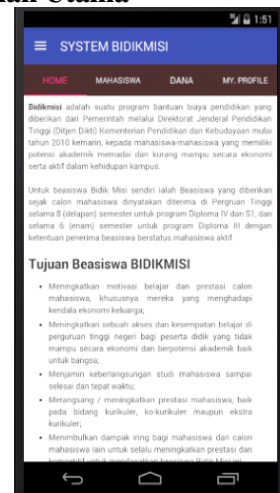 an Utama
1:51
SYSTEM BIDIKMISI
HOME MAHASISWA DANA MY. PROFILE
Bidikmisi adalah suatu program bantuan biaya pendidikan yang
diberikan dari Pemerintah melalui Direktorat Jenderal Pendidikan
Tinggi (Ditjen Dikti) Kementerian Pendidikan dan Kebudayaan mulai
tahun 2010 kemarin, kepada mahasiswa-mahasiswa yang memiliki
potensi akademik memadai dan kurang mampu secara ekonomi
serta aktif dalam kehidupan kampus.
Untuk beasiswa Bidik Misi sendiri ialah Beasiswa yang diberikan
sejak calon mahasiswa dinyatakan diterima di Perguruan Tinggi
selama 8 (delapan) semester untuk program Diploma IV dan S1, dan
selama 6 (enam) semester untuk program Diploma III dengan
ketentuan penerima beasiswa berstatus mahasiswa aktif.
Tujuan Beasiswa BIDIKMISI
• Meningkatkan motivasi belajar dan prestasi calon
mahasiswa, khususnya mereka yang menghadapi
kendala ekonomi keluarga;
• Meningkatkan sebuah akses dan kesempatan belajar di
perguruan tinggi negeri bagi peserta didik yang tidak
mampu secara ekonomi dan berpotensi akademik baik
untuk bangsa;
• Menjamin keberlangsungan studi mahasiswa sampai
selesai dan tepat waktu;
• Merangsang / meningkatkan prestasi mahasiswa, baik
pada bidang kurikuler, ko-kurikuler maupun ekstra
kurikuler;
• Menimbulkan dampak iring bagi mahasiswa dan calon
mahasiswa lain untuk selalu meningkatkan prestasi dan
kompetitif untuk mendapatkan beasiswa Bidik Misi ini